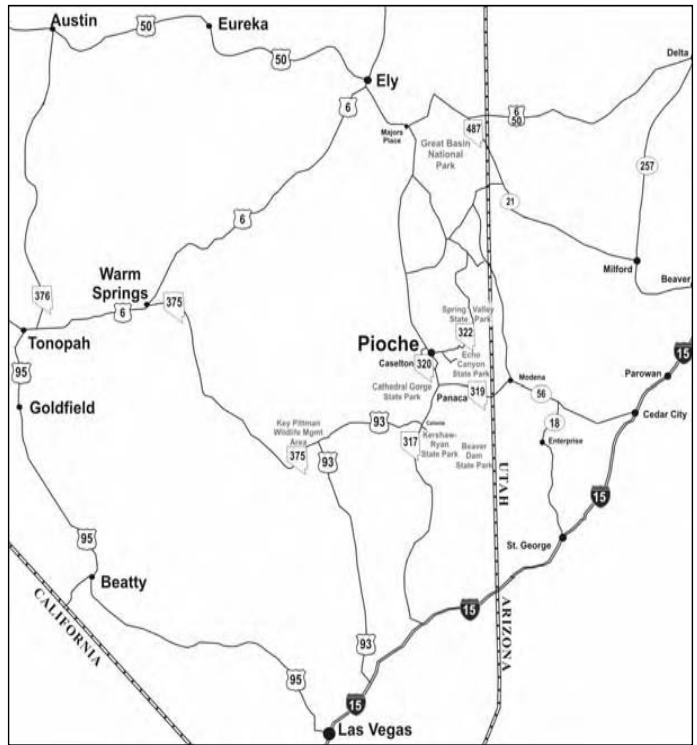 Austin
50
Eureka
50
Ely
6
Majors
Place
Great Basin
National
Park
487
6
50
Delta
257
21
Milford
Beaver
6
Warm
Springs
376
375
6
Tonopah
95
Goldfield
Spring Valley
State Park
322
Pioche
Caselton
320
Echo
Canyon
State Park
Cathedral Gorge
State Park
Panaca
319
Modena
56
18
Enterprise
Parowan
15
Cedar City
Key Pittman
Wildlife Mgmt
Area
375
93
93
Caliente
317
Kershaw-
Ryan
State Park
Beaver
Dam
State Park
UTAH
15
St. George
95
Beatty
CALIFORNIA
15
ARIZONA
93
95
15
Las Vegas